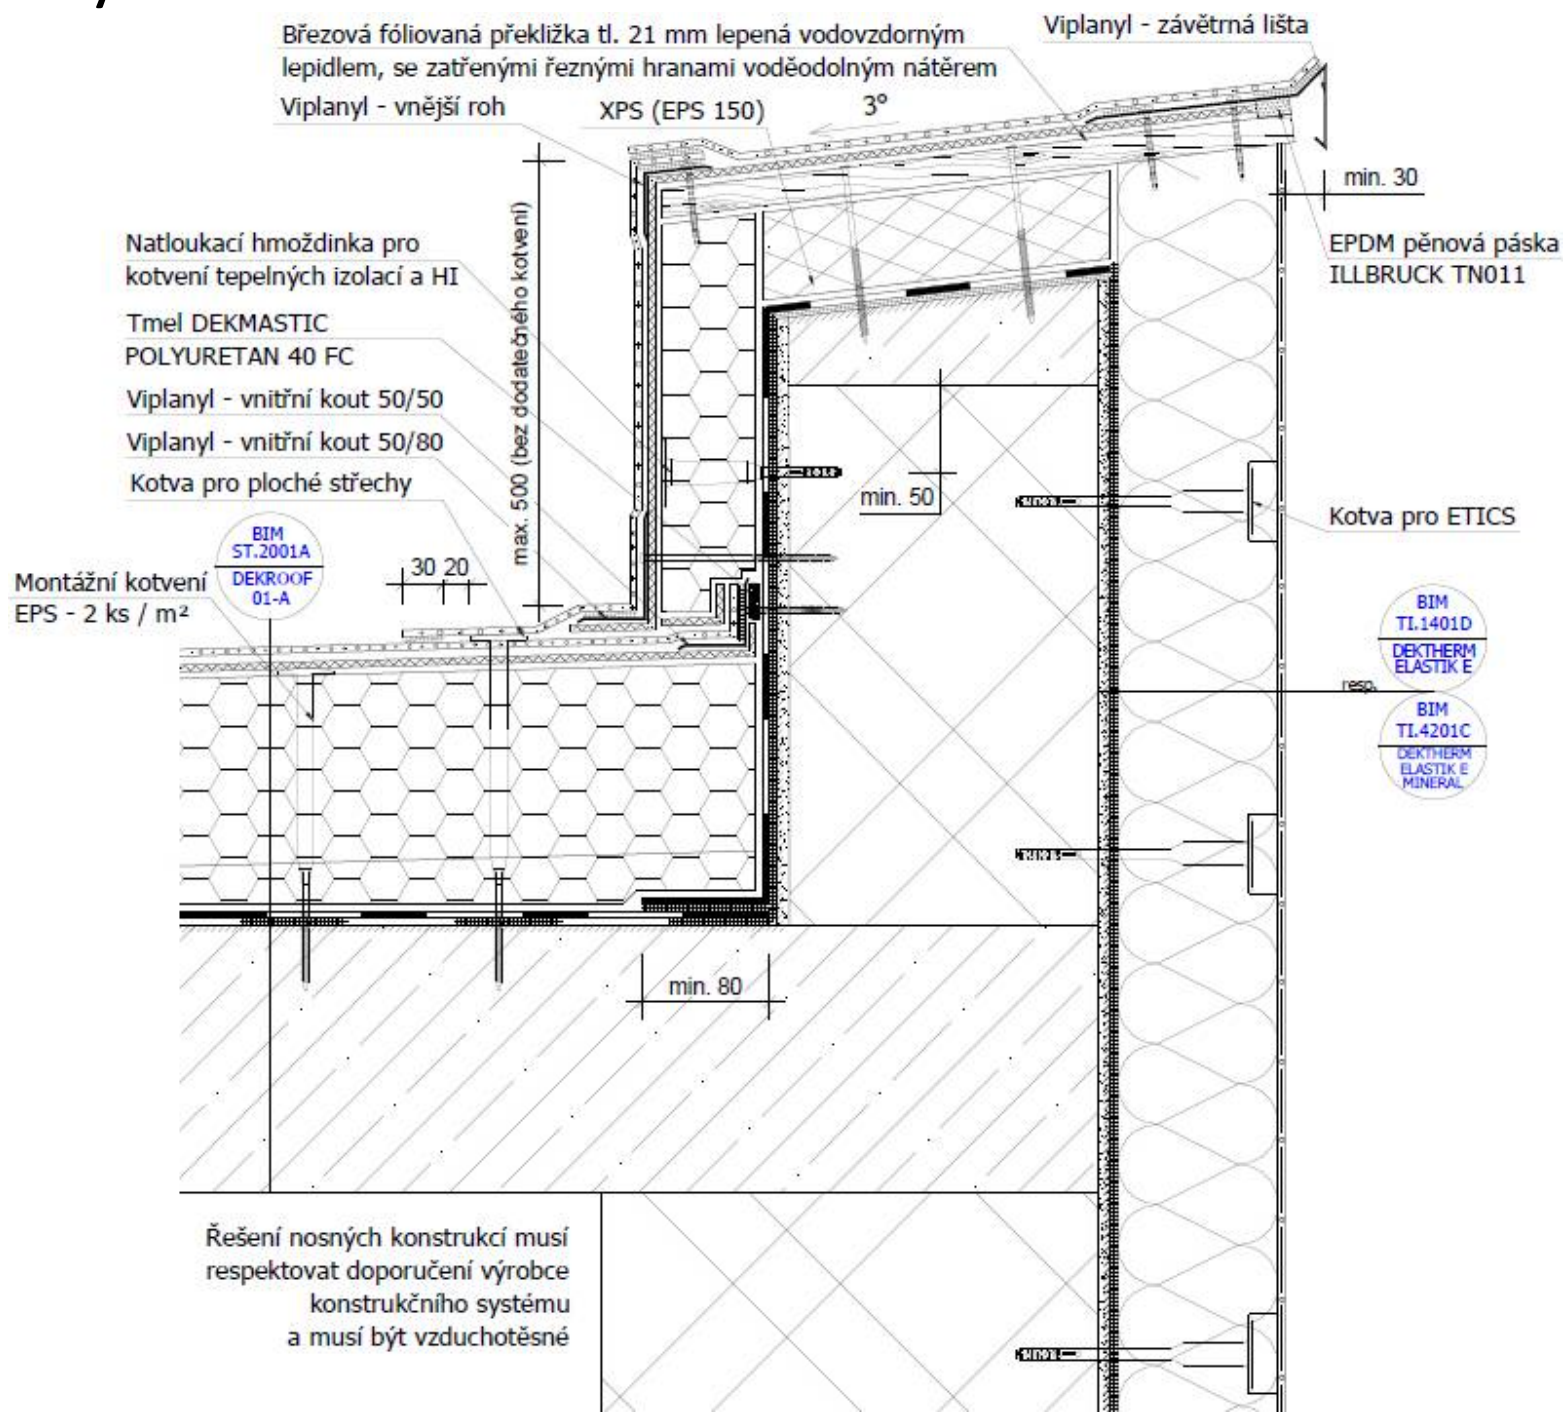 Březová fóliovaná překližka tl. 21 mm lepená vodovzdorným
lepidlem, se zatřenými řeznými hranami voděodolným nátěrem
Viplanyl - závětrná lišta
Viplanyl - vnější roh
XPS (EPS 150)
3°
min. 30
EPDM pěnová páska
ILLBRUCK TN011
Natloukací hmoždinka pro
kotvení tepelných izolací a HI
Tmel DEKMASTIC
POLYURETAN 40 FC
Viplanyl - vnitřní kout 50/50
Viplanyl - vnitřní kout 50/80
Kotva pro ploché střechy
max. 500 (bez dodatečného kotvení)
min. 50
Kotva pro ETICS
BIM
ST.2001A
DEKROOF
01-A
30 20
Montážní kotvení
EPS - 2 ks / m²
BIM
TI.1401D
DEKTHERM
ELASTIK E
resp.
BIM
TI.4201C
DEKTHERM
ELASTIK E
MINERAL
min. 80
Řešení nosných konstrukcí musí
respektovat doporučení výrobce
konstrukčního systému
a musí být vzduchotěsné